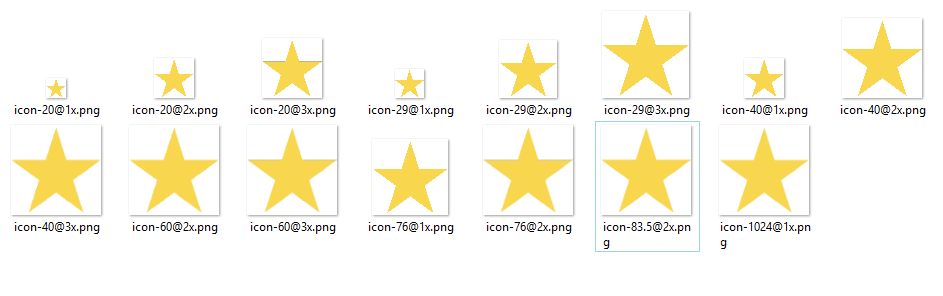 icon-20@1x.png
icon-20@2x.png
icon-20@3x.png
icon-29@1x.png
icon-29@2x.png
icon-29@3x.png
icon-40@1x.png
icon-40@2x.png
icon-40@3x.png
icon-60@2x.png
icon-60@3x.png
icon-76@1x.png
icon-76@2x.png
icon-83.5@2x.pn
g
icon-1024@1x.pn
g